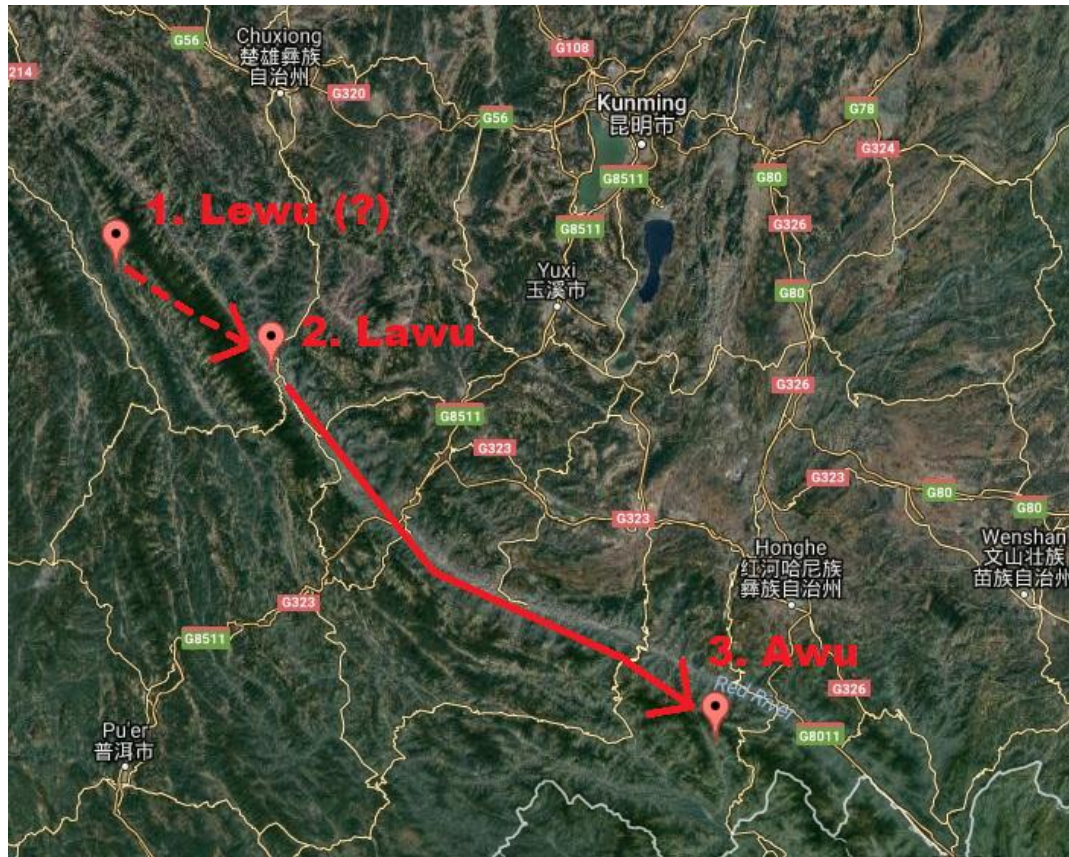 Chuxiong
楚雄彝族
自治州
G56
214
G320
G108
G56
Kunming
昆明市
G78
G324
G8511
G80
G326
1. Lewu (?)
G8511
Yuxi
玉溪市
G80
2. Lawu
G326
G8511
G323
G323
G80
G323
G80
Wenshan
文山壮族
苗族自治州
Honghe
红河哈尼族
彝族自治州
G323
G8511
3. Awu
Red River
G326
G8011
Pu'er
普洱市